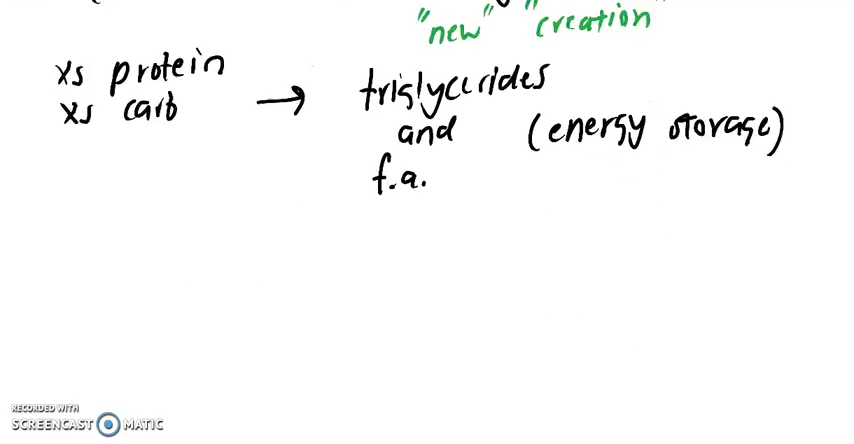 "new" "creation"
xs protein
xs carb → triglycerides
and (energy storage)
f.a.
RECORDED WITH
SCREENCAST MATIC